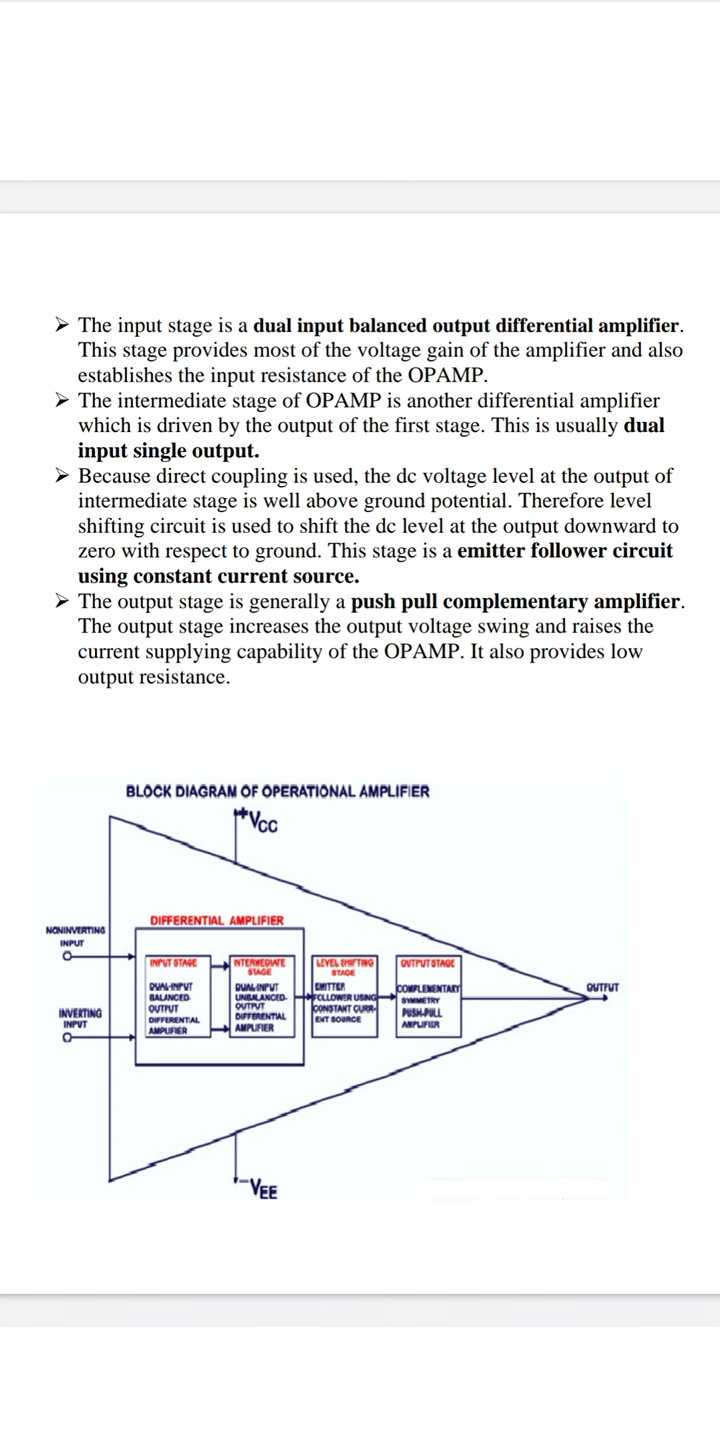 ➢ The input stage is a dual input balanced output differential amplifier.
This stage provides most of the voltage gain of the amplifier and also
establishes the input resistance of the OPAMP.
➢ The intermediate stage of OPAMP is another differential amplifier
which is driven by the output of the first stage. This is usually dual
input single output.
➢ Because direct coupling is used, the dc voltage level at the output of
intermediate stage is well above ground potential. Therefore level
shifting circuit is used to shift the dc level at the output downward to
zero with respect to ground. This stage is a emitter follower circuit
using constant current source.
➢ The output stage is generally a push pull complementary amplifier.
The output stage increases the output voltage swing and raises the
current supplying capability of the OPAMP. It also provides low
output resistance.
BLOCK DIAGRAM OF OPERATIONAL AMPLIFIER
+VCC
DIFFERENTIAL AMPLIFIER
NONINVERTING
INPUT
INVERTING
INPUT
INPUT STAGE
DUAL-INPUT
BALANCED-
OUTPUT
DIFFERENTIAL
AMPLIFIER
INTERMEDIATE
STAGE
DUAL-INPUT
UNBALANCED-
OUTPUT
DIFFERENTIAL
AMPLIFIER
LEVEL SHIFTING
STAGE
EMITTER
FOLLOWER USING
CONSTANT CURR-
ENT SOURCE
OUTPUT STAGE
COMPLEMENTARY
SYMMETRY
PUSH-PULL
AMPLIFIER
OUTPUT
-VEE